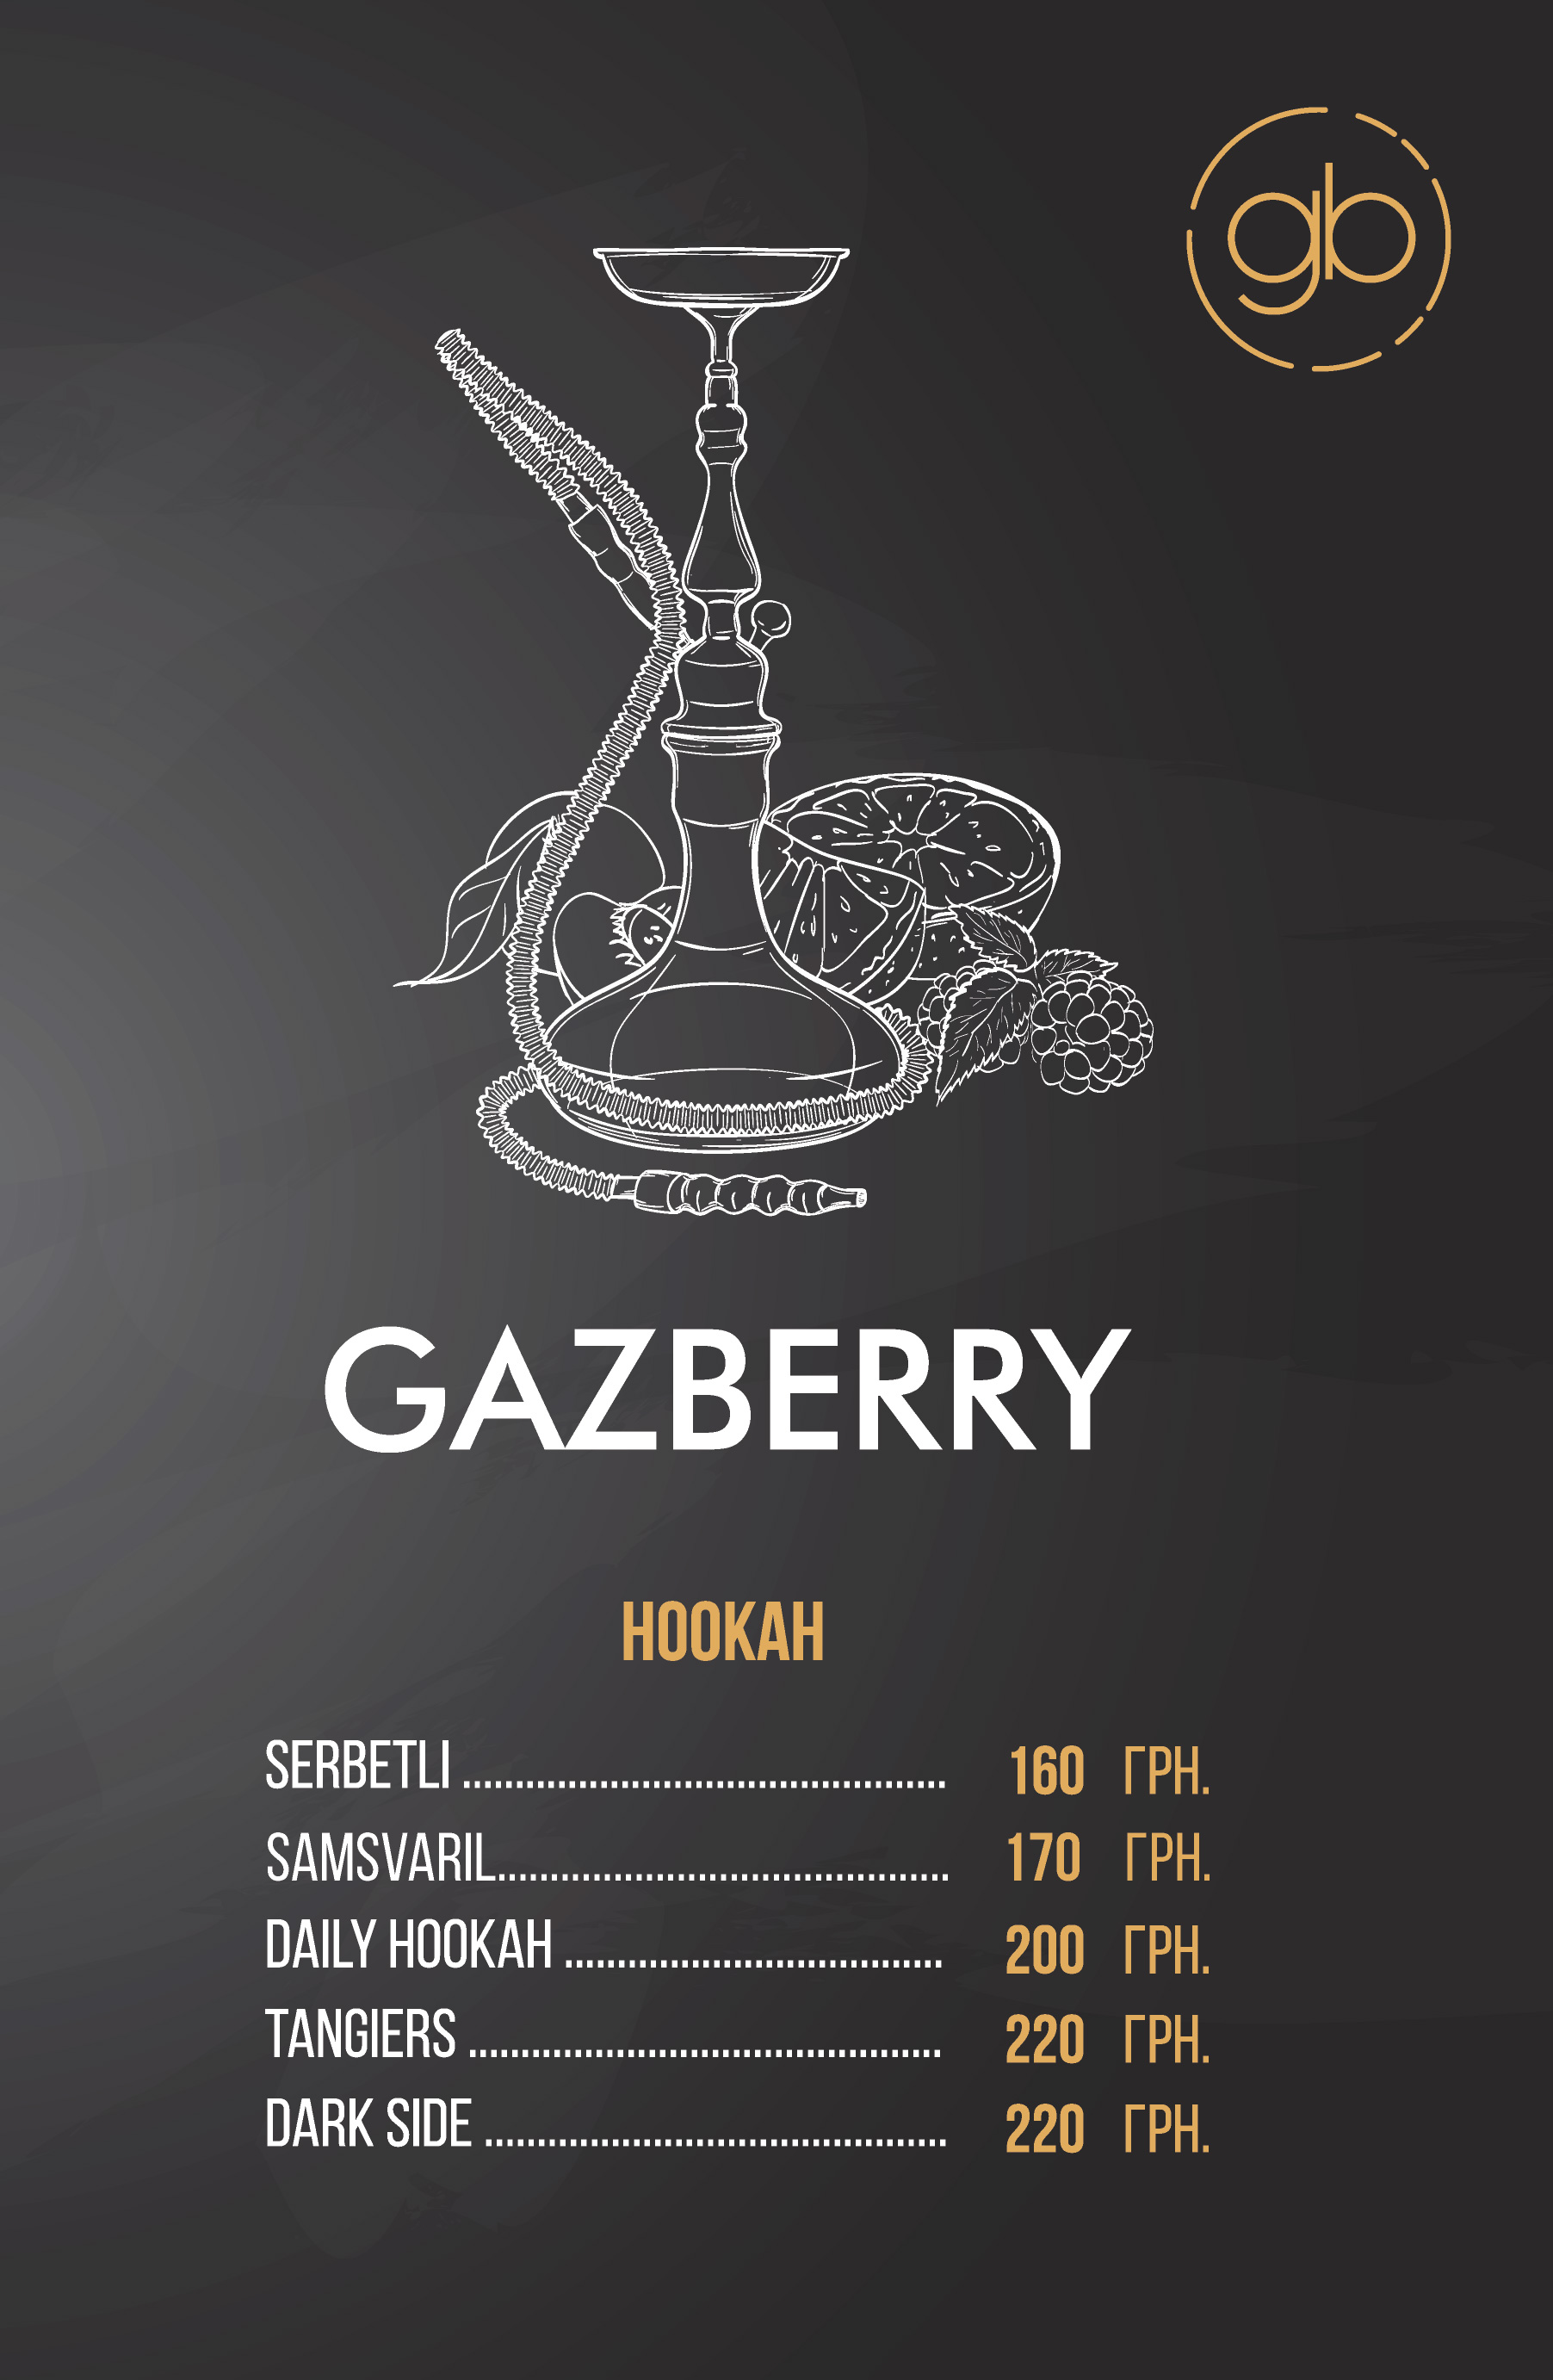 gb
GAZBERRY
HOOKAH
SERBETLI ............................................. 160 ГРН.
SAMSVARIL.......................................... 170 ГРН.
DAILY HOOKAH ................................... 200 ГРН.
TANGIERS ............................................ 220 ГРН.
DARK SIDE ........................................... 220 ГРН.